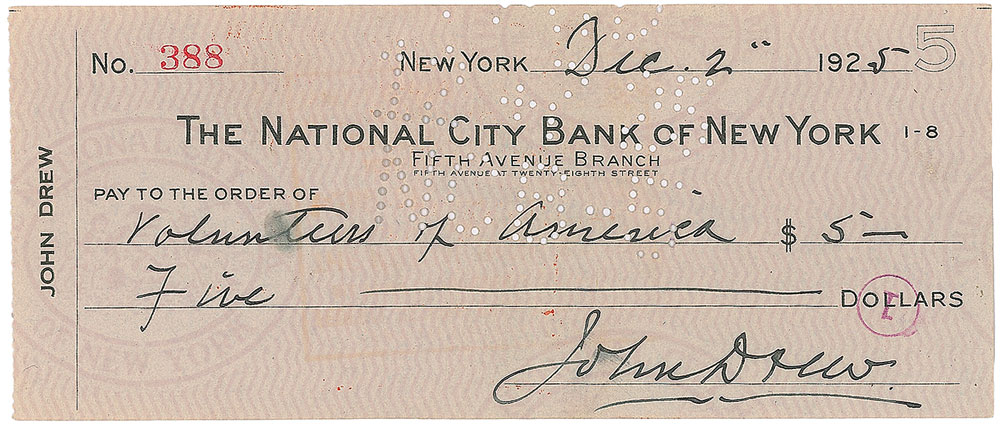 No. 388 NEW YORK Dec. 2" 1925 5
THE NATIONAL CITY BANK OF NEW YORK 1-8
FIFTH AVENUE BRANCH
FIFTH AVENUE AT TWENTY-EIGHTH STREET
PAY TO THE ORDER OF
Volunteers of America $ 5—
Five DOLLARS
John Drew
JOHN DREW